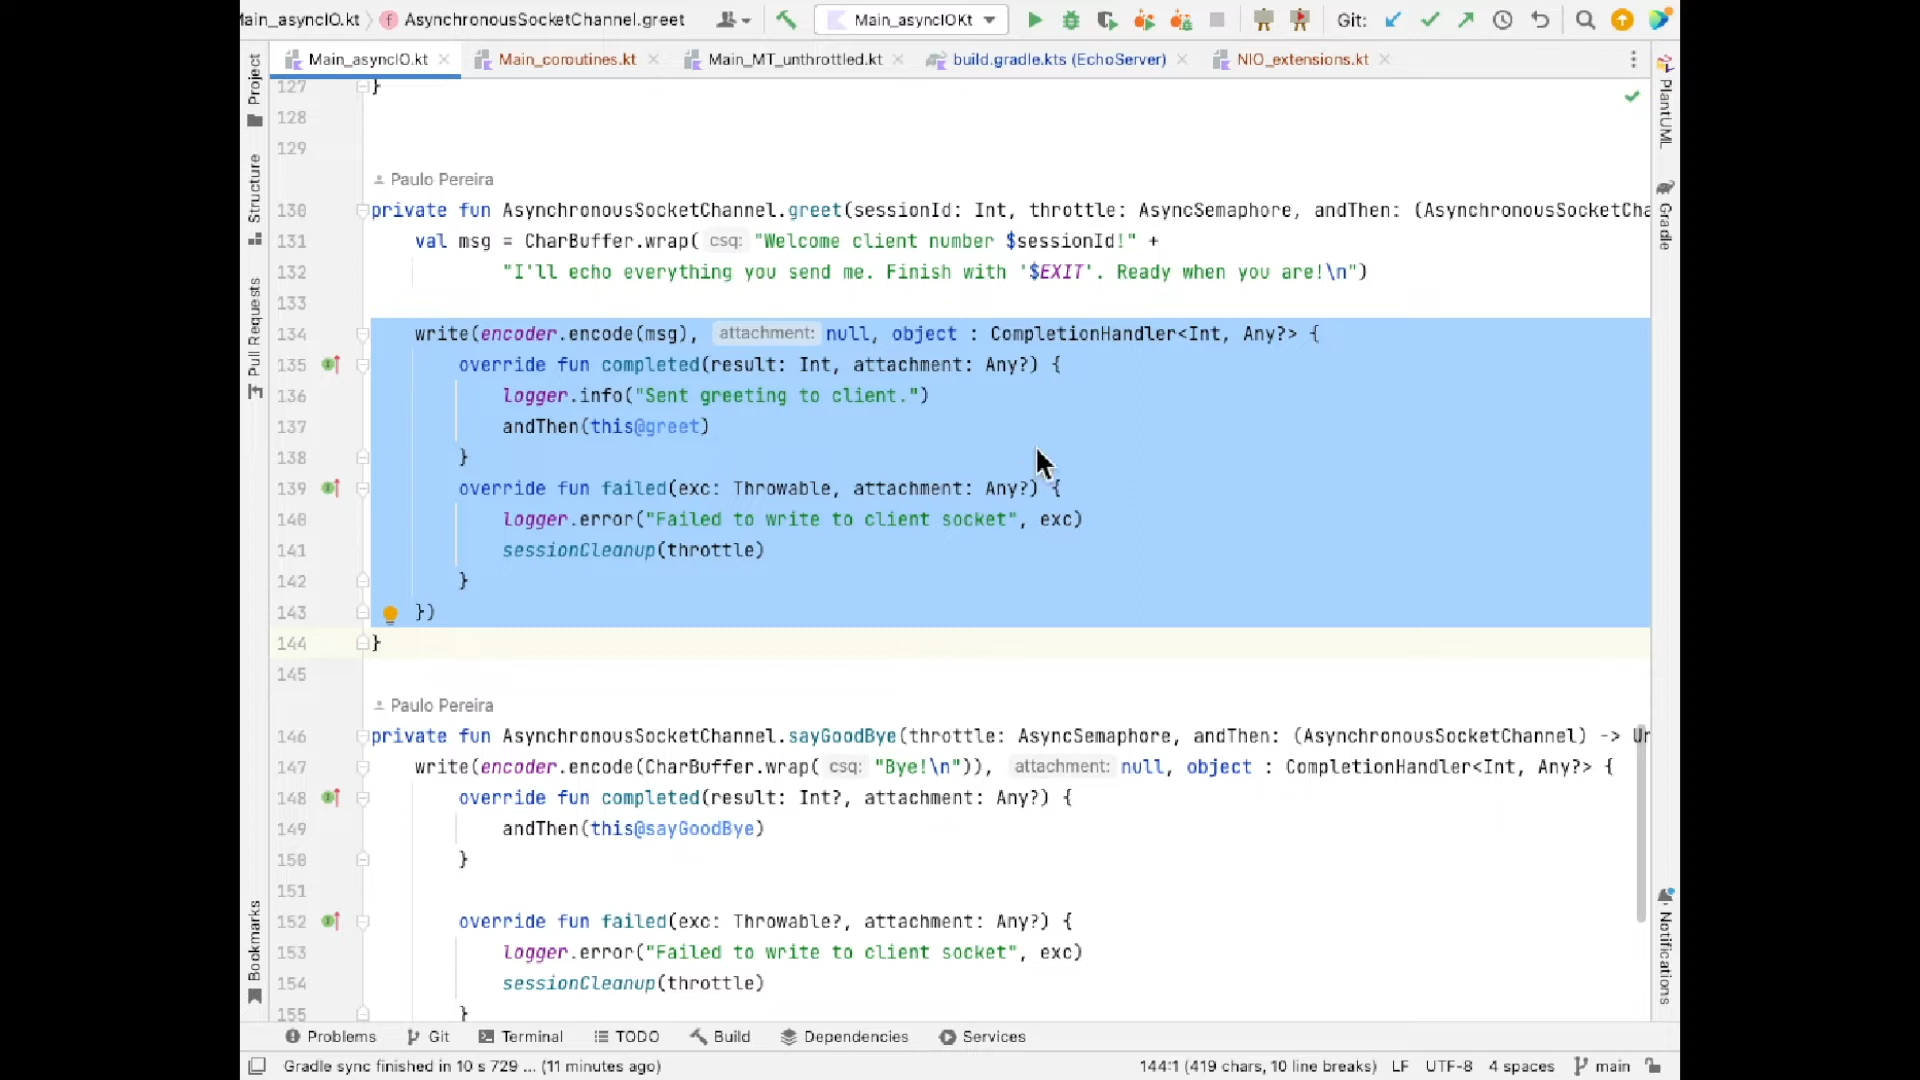 Main_asyncIO.kt AsynchronousSocketChannel.greet Main_asyncIOKt Git:
Main_asyncIO.kt Main_coroutines.kt Main_MT_unthrottled.kt build.gradle.kts (EchoServer) NIO_extensions.kt
Project
Structure
Pull Requests
Bookmarks
127 }
128
129
Paulo Pereira
130 private fun AsynchronousSocketChannel.greet(sessionId: Int, throttle: AsyncSemaphore, andThen: (AsynchronousSocketCha
131 val msg = CharBuffer.wrap( csq: "Welcome client number $sessionId!" +
132 "I'll echo everything you send me. Finish with '$EXIT'. Ready when you are!\n")
133
134 write(encoder.encode(msg), attachment: null, object : CompletionHandler<Int, Any?> {
135 override fun completed(result: Int, attachment: Any?) {
136 logger.info("Sent greeting to client.")
137 andThen(this@greet)
138 }
139 override fun failed(exc: Throwable, attachment: Any?) {
140 logger.error("Failed to write to client socket", exc)
141 sessionCleanup(throttle)
142 }
143 })
144 }
145
Paulo Pereira
146 private fun AsynchronousSocketChannel.sayGoodBye(throttle: AsyncSemaphore, andThen: (AsynchronousSocketChannel) -> Un
147 write(encoder.encode(CharBuffer.wrap( csq: "Bye!\n")), attachment: null, object : CompletionHandler<Int, Any?> {
148 override fun completed(result: Int?, attachment: Any?) {
149 andThen(this@sayGoodBye)
150 }
151
152 override fun failed(exc: Throwable?, attachment: Any?) {
153 logger.error("Failed to write to client socket", exc)
154 sessionCleanup(throttle)
155 }
PlantUML
Gradle
Notifications
Problems Git Terminal TODO Build Dependencies Services
Gradle sync finished in 10 s 729 ... (11 minutes ago) 144:1 (419 chars, 10 line breaks) LF UTF-8 4 spaces main